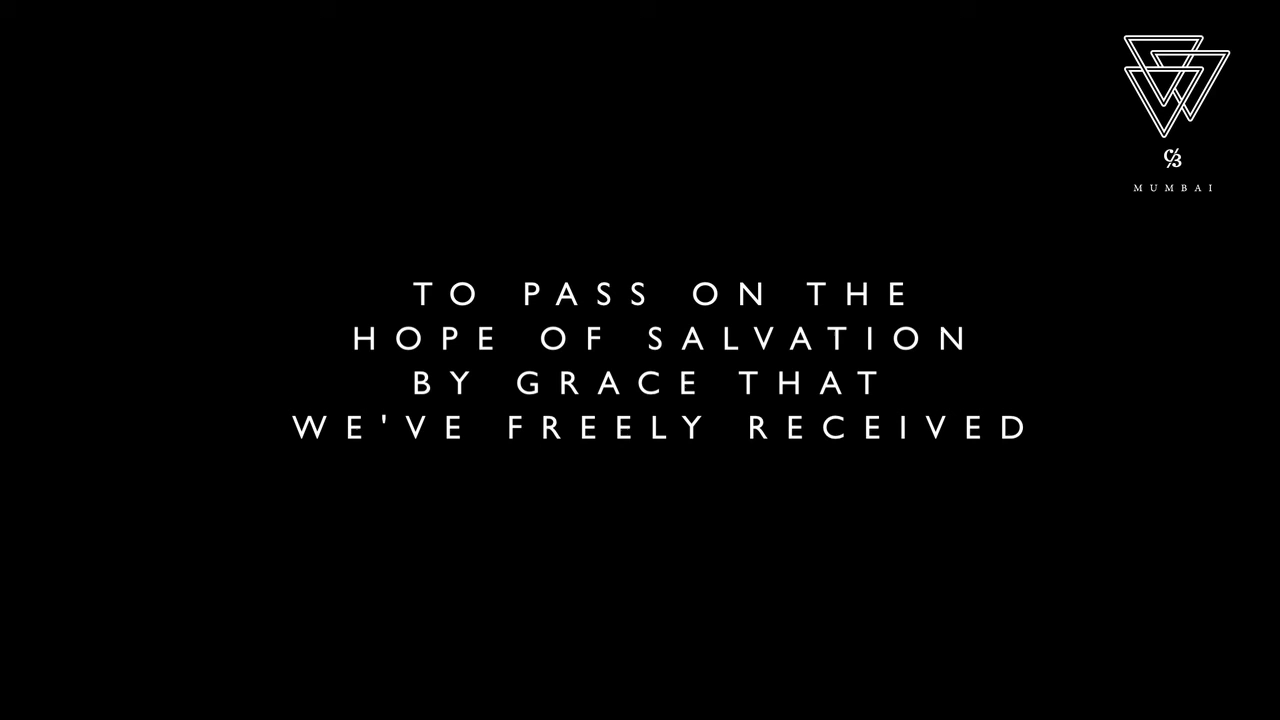 C3
MUMBAI
TO PASS ON THE
HOPE OF SALVATION
BY GRACE THAT
WE'VE FREELY RECEIVED